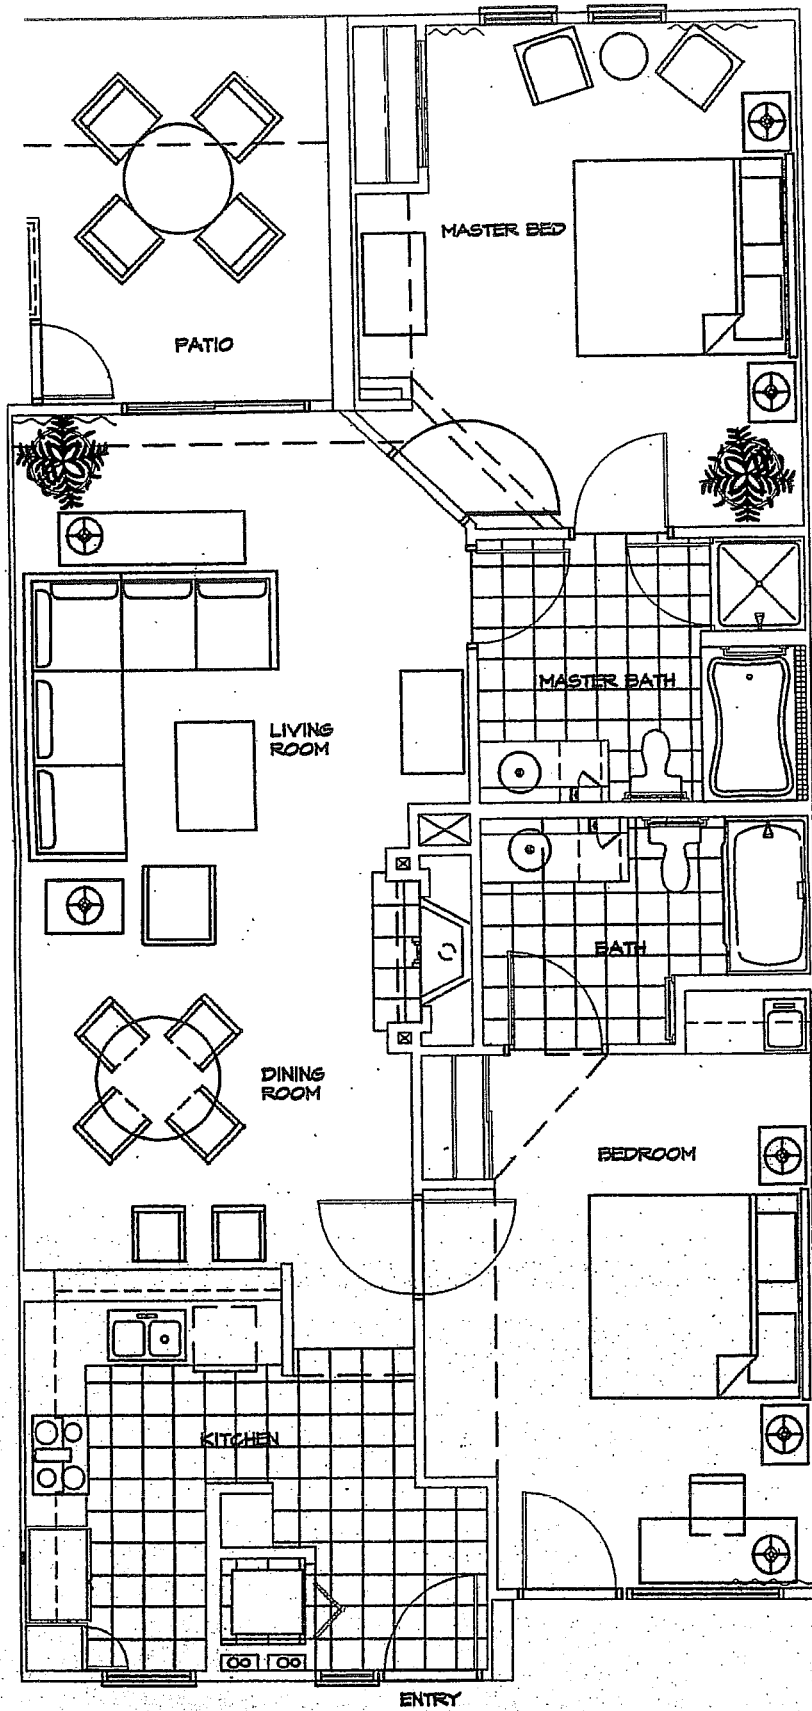 MASTER BED
PATIO
MASTER BATH
LIVING
ROOM
BATH
DINING
ROOM
BEDROOM
KITCHEN
ENTRY